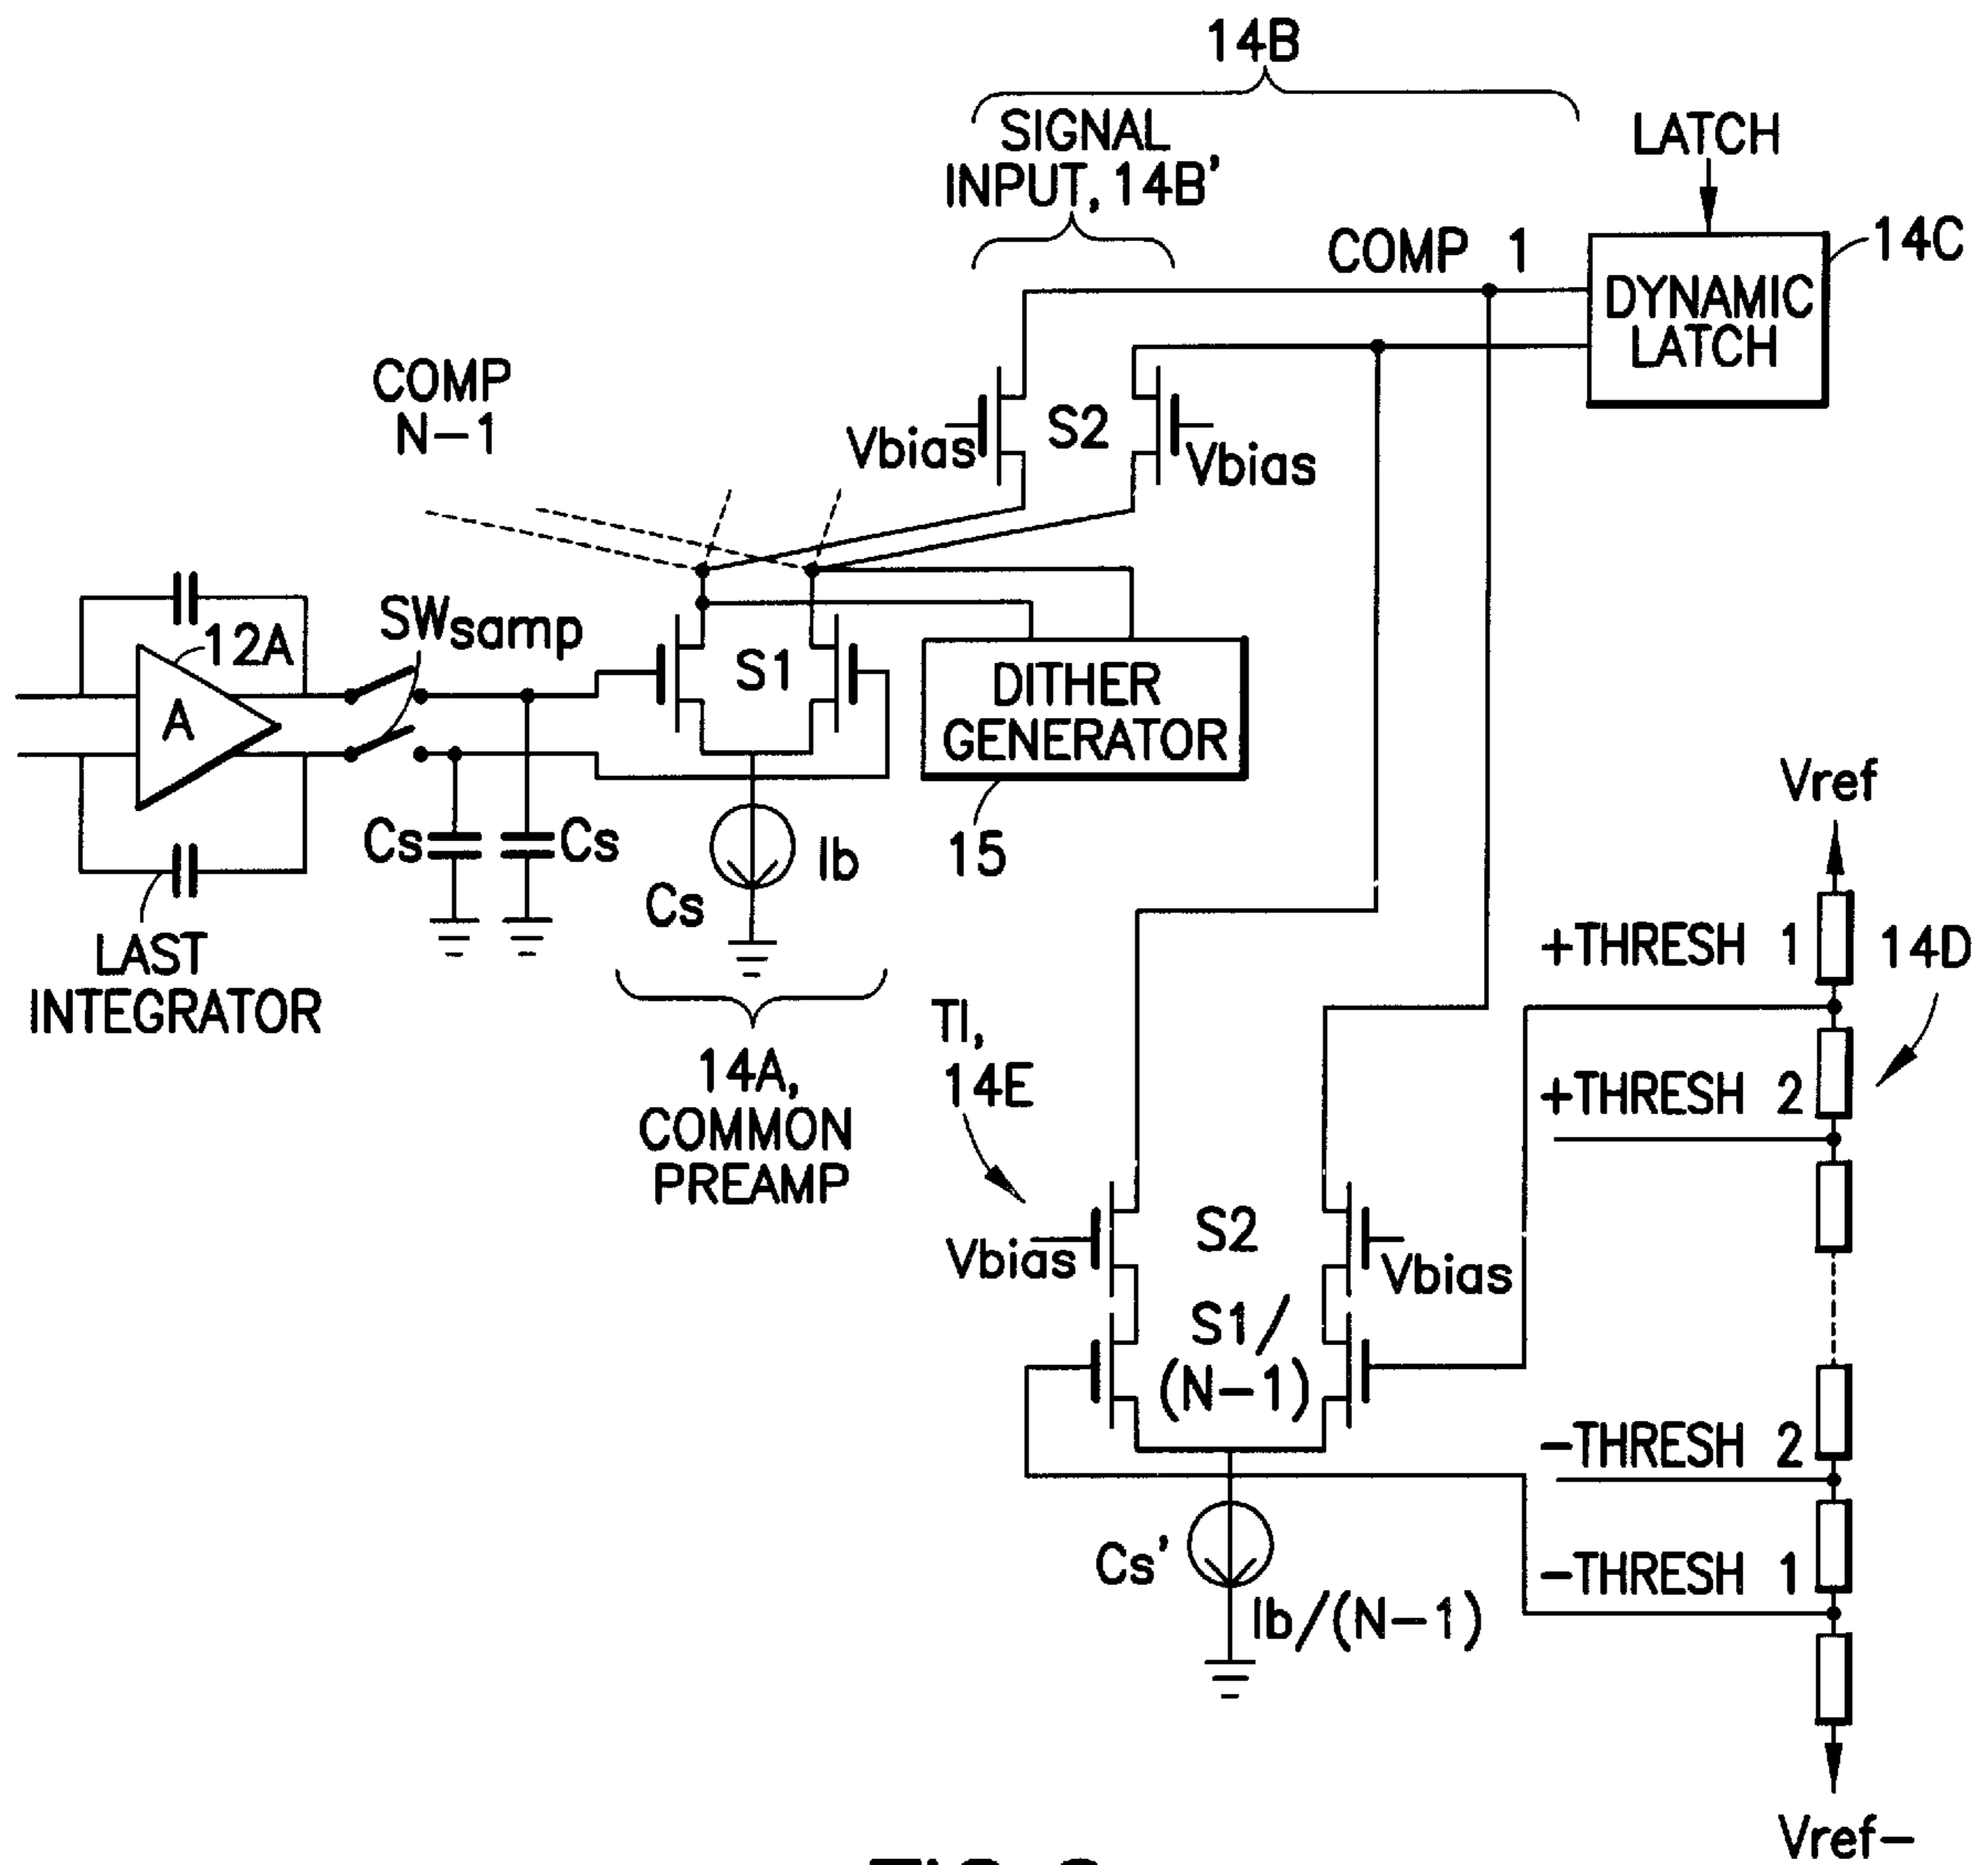 14B
SIGNAL
INPUT, 14B'
LATCH
COMP 1
14C
DYNAMIC
LATCH
COMP
N-1
Vbias
S2
Vbias
12A
SWsamp
A
S1
DITHER
GENERATOR
15
Cs
Cs
Cs
Ib
LAST
INTEGRATOR
14A,
COMMON
PREAMP
Vref
+THRESH 1
14D
TI,
14E
+THRESH 2
Vbias
S2
Vbias
S1/
(N-1)
-THRESH 2
Cs'
-THRESH 1
Ib/(N-1)
Vref-